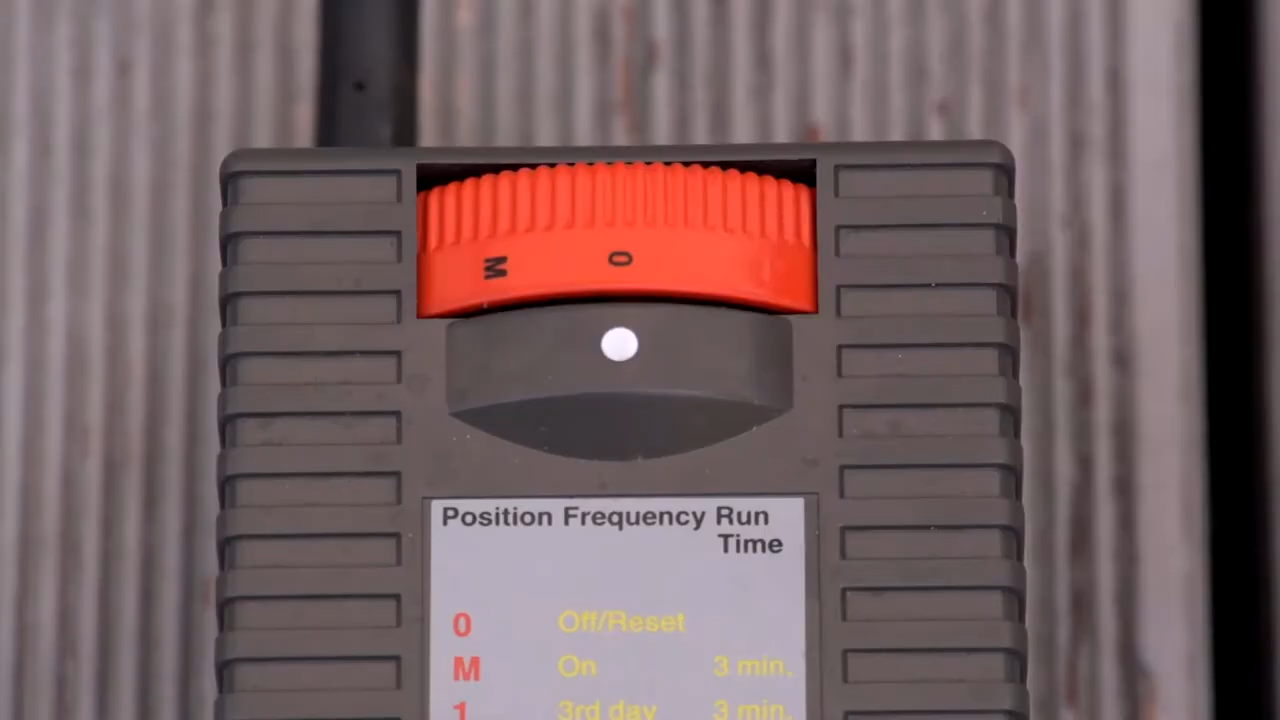 M 0
Position Frequency Run
Time
0 Off/Reset
M On 3 min.
1 3rd day 3 min.